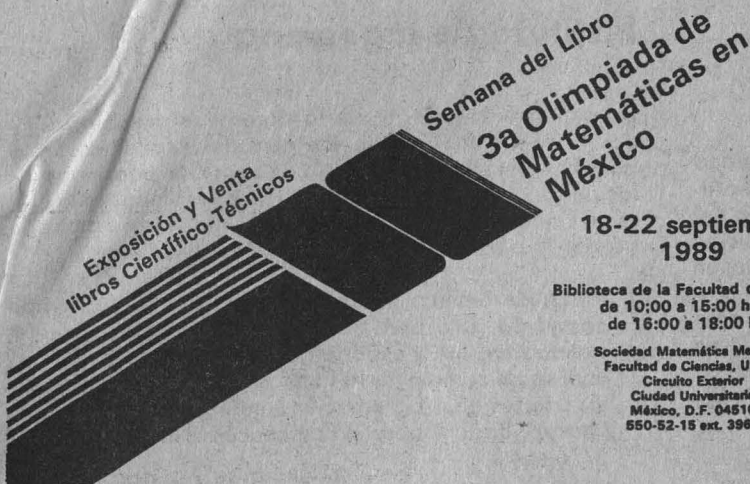 Semana del Libro
3a Olimpiada de
Matemáticas en
México
Exposición y Venta
libros Científico-Técnicos
18-22
1989
Biblioteca de la Facultad
de 10;00 a 15:00
de 16:00 a 18:00
Sociedad Matemática
Facultad de Ciencias,
Circuito Exterior
Ciudad
México, D.F.
550-52-15 ext.